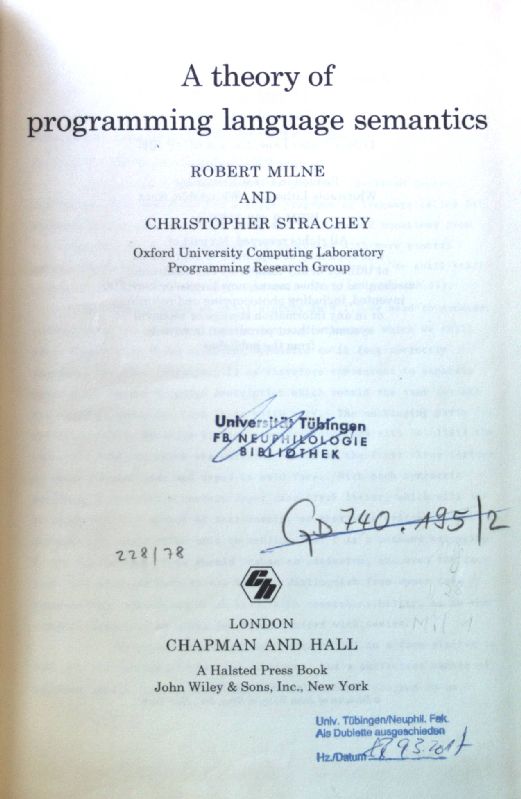 A theory of
programming language semantics
ROBERT MILNE
AND
CHRISTOPHER STRACHEY
Oxford University Computing Laboratory
Programming Research Group
Universität Tübingen
FB. NEUPHILOLOGIE
BIBLIOTHEK
GD 740.195/2
228/78
Ch
LONDON
CHAPMAN AND HALL
A Halsted Press Book
John Wiley & Sons, Inc., New York
Univ. Tübingen/Neuphil. Fak.
Als Dublette ausgeschieden
Hz./Datum